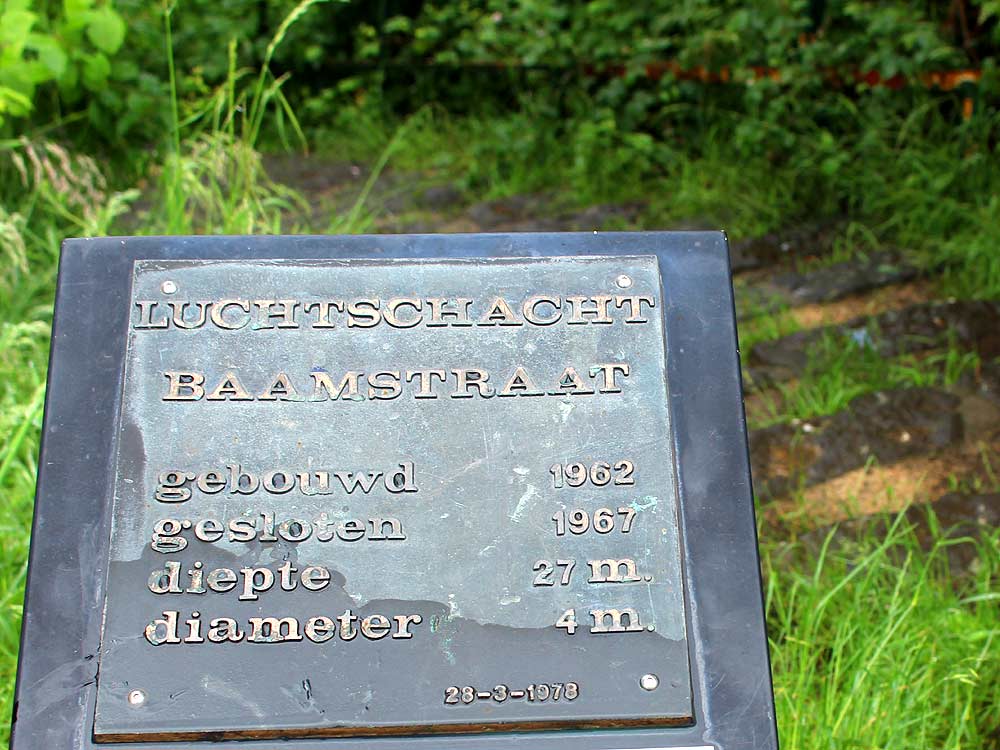 LUCHTSCHACHT
BAAMSTRAAT
gebouwd 1962
gesloten 1967
diepte 27 m.
diameter 4 m.
28-3-1978